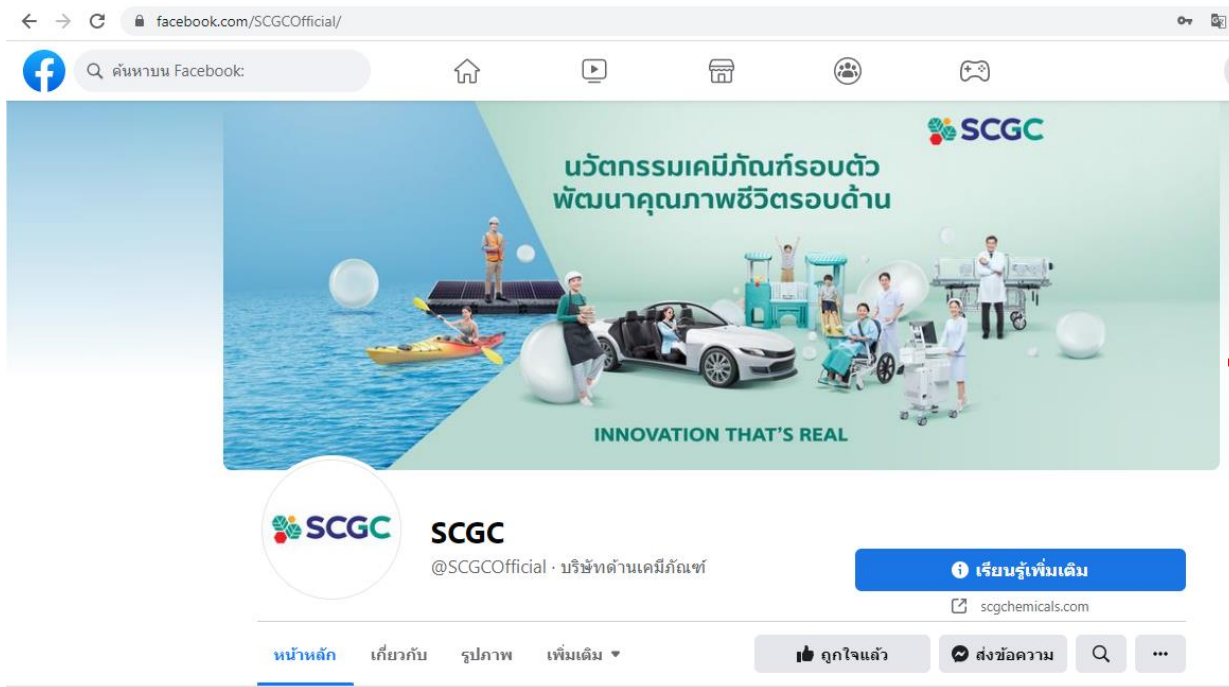 facebook.com/SCGCOfficial/
ค้นหาบน Facebook:
SCGC
นวัตกรรมเคมีภัณฑ์รอบตัว
พัฒนาคุณภาพชีวิตรอบด้าน
INNOVATION THAT'S REAL
SCGC
SCGC
@SCGCOfficial · บริษัทด้านเคมีภัณฑ์
เรียนรู้เพิ่มเติม
scgchemicals.com
หน้าหลัก เกี่ยวกับ รูปภาพ เพิ่มเติม ถูกใจแล้ว ส่งข้อความ